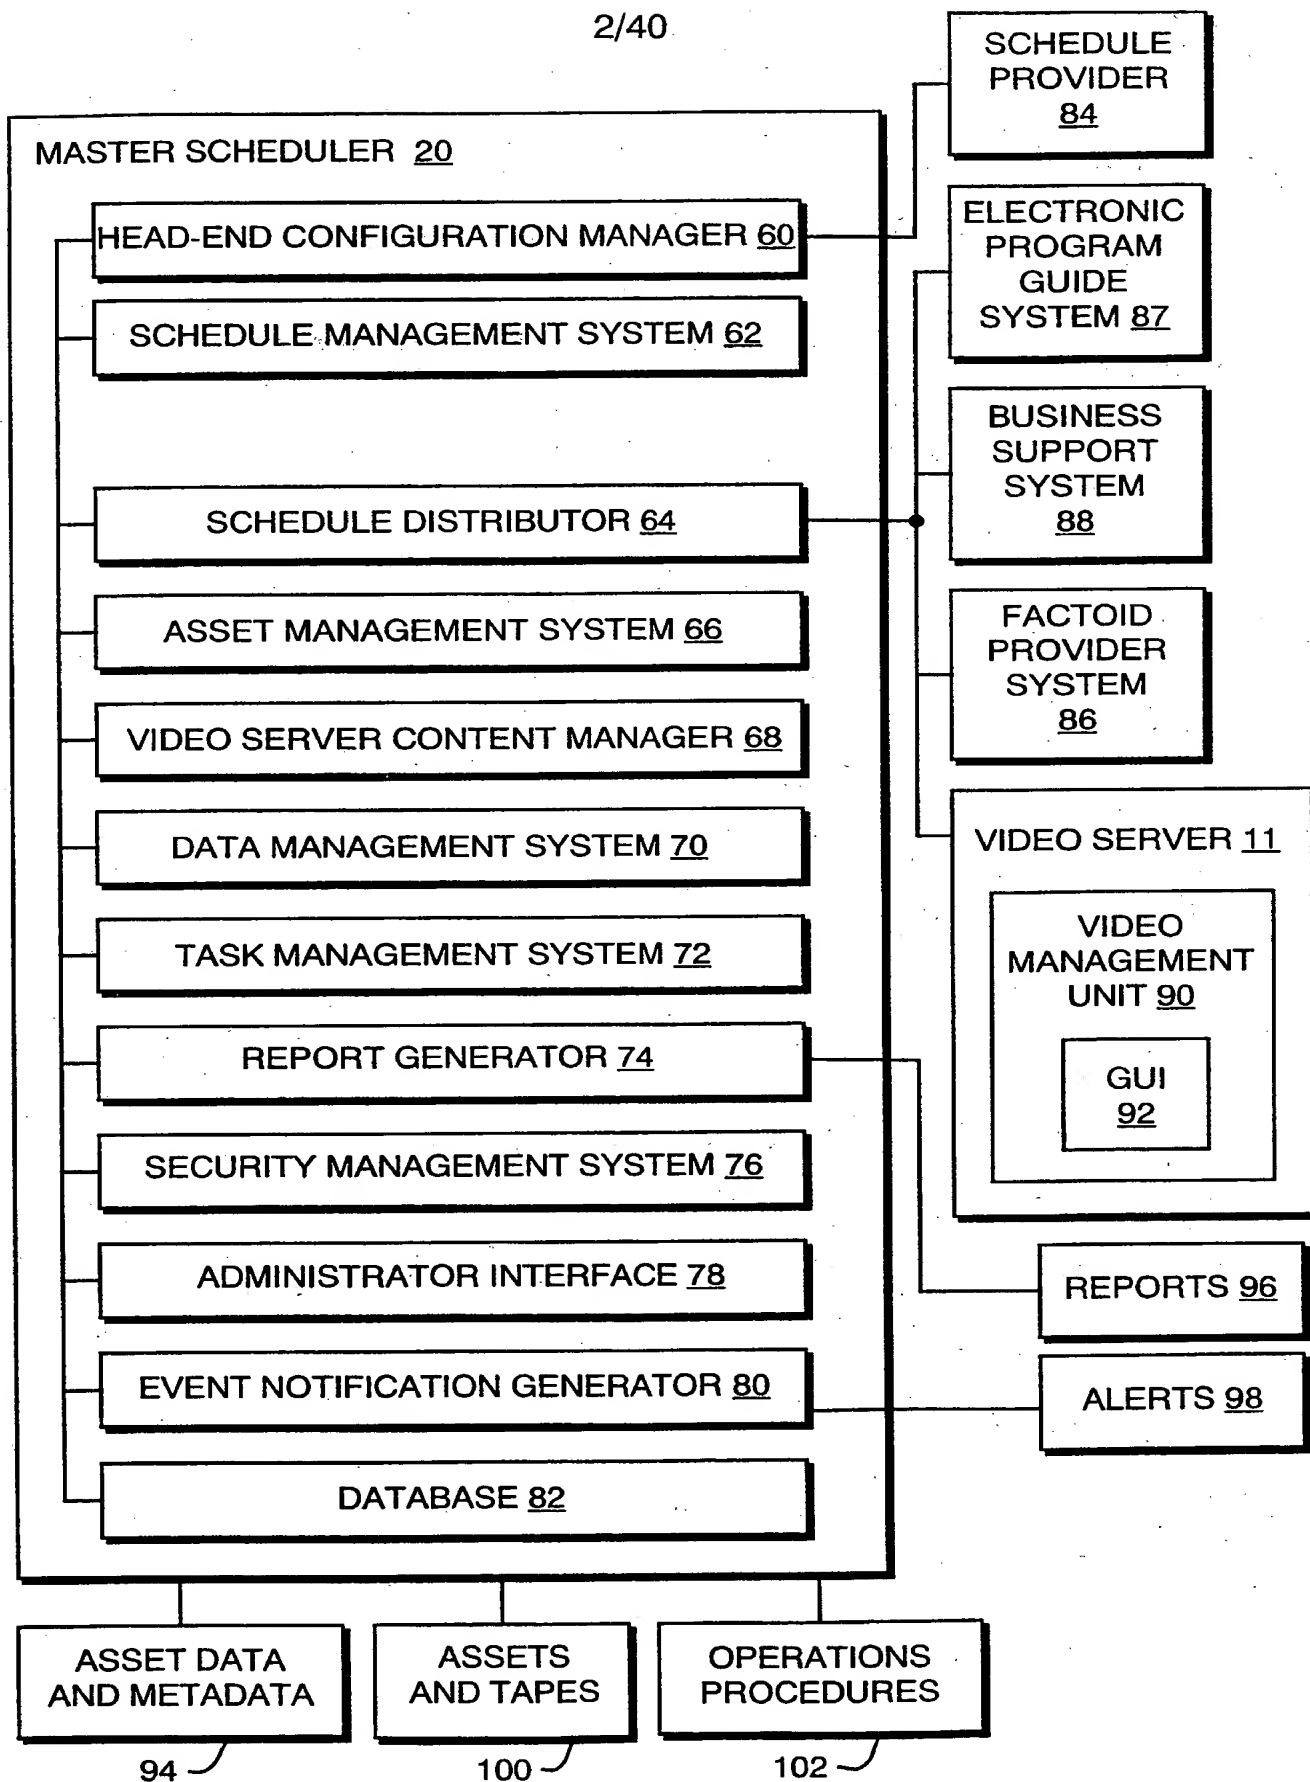 2/40
MASTER SCHEDULER 20
HEAD-END CONFIGURATION MANAGER 60
SCHEDULE MANAGEMENT SYSTEM 62
SCHEDULE DISTRIBUTOR 64
ASSET MANAGEMENT SYSTEM 66
VIDEO SERVER CONTENT MANAGER 68
DATA MANAGEMENT SYSTEM 70
TASK MANAGEMENT SYSTEM 72
REPORT GENERATOR 74
SECURITY MANAGEMENT SYSTEM 76
ADMINISTRATOR INTERFACE 78
EVENT NOTIFICATION GENERATOR 80
DATABASE 82
SCHEDULE
PROVIDER
84
ELECTRONIC
PROGRAM
GUIDE
SYSTEM 87
BUSINESS
SUPPORT
SYSTEM
88
FACTOID
PROVIDER
SYSTEM
86
VIDEO SERVER 11
VIDEO
MANAGEMENT
UNIT 90
GUI
92
REPORTS 96
ALERTS 98
ASSET DATA
AND METADATA
94
ASSETS
AND TAPES
100
OPERATIONS
PROCEDURES
102